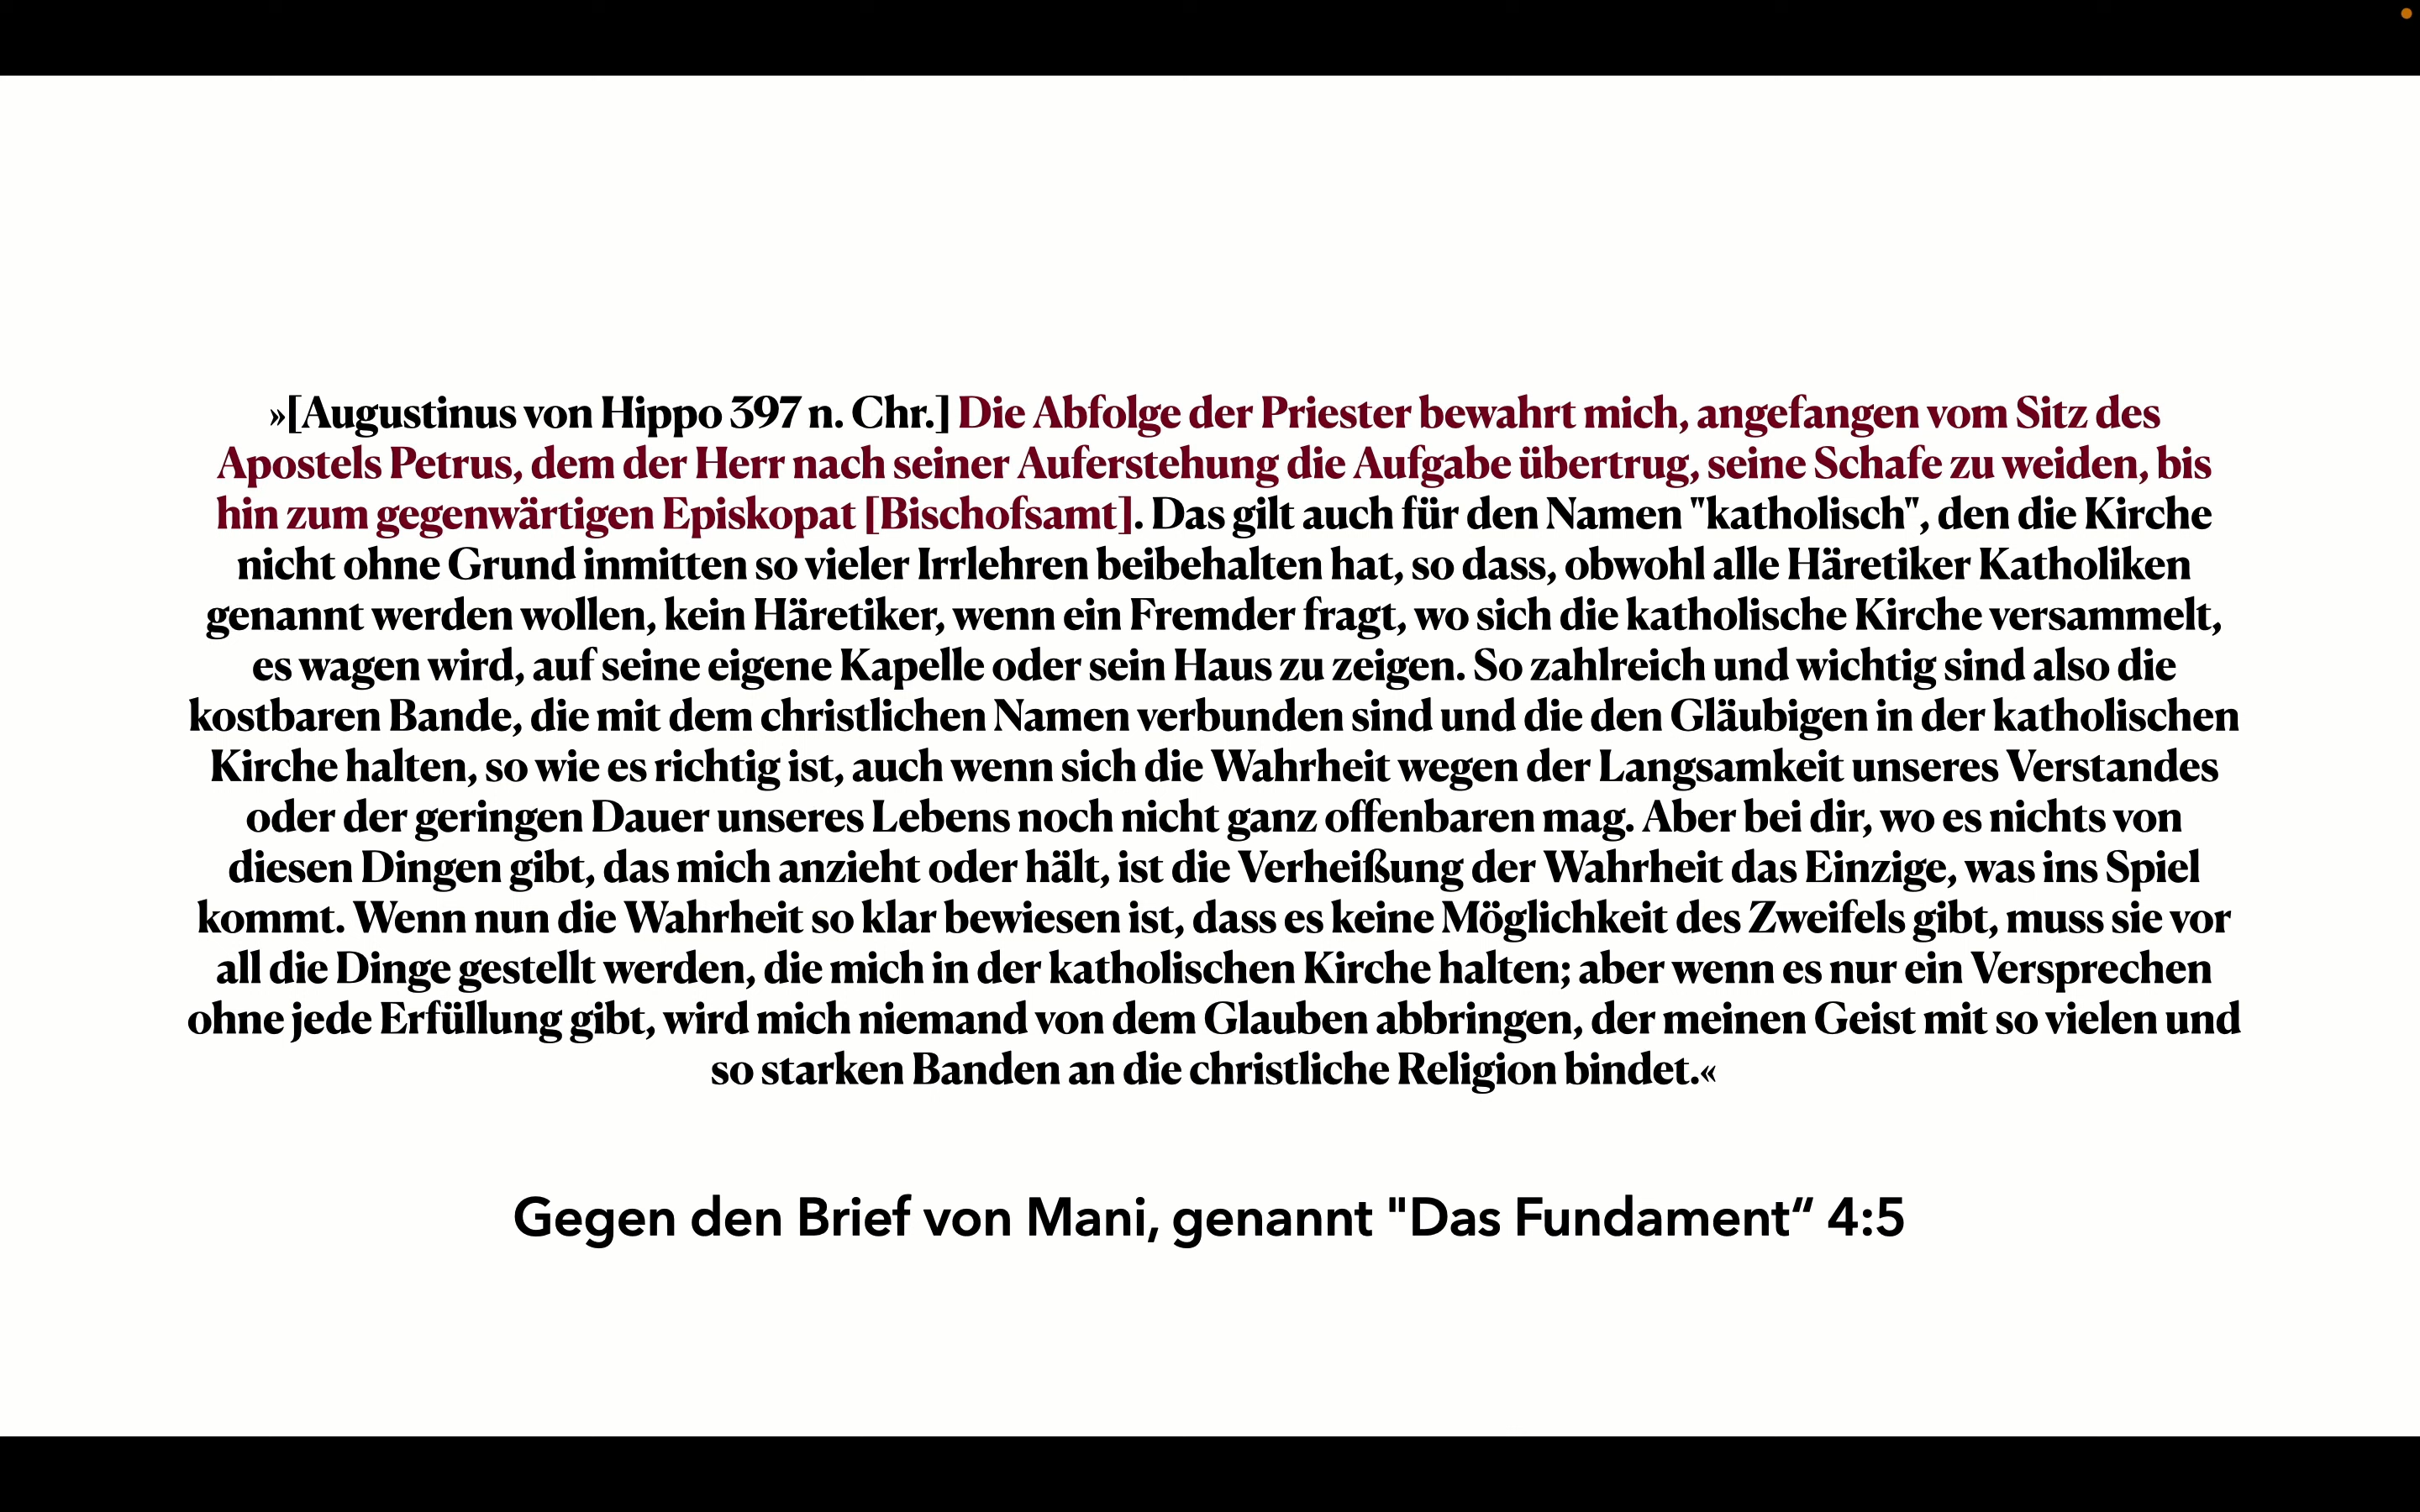 »[Augustinus von Hippo 397 n. Chr.] Die Abfolge der Priester bewahrt mich, angefangen vom Sitz des
Apostels Petrus, dem der Herr nach seiner Auferstehung die Aufgabe übertrug, seine Schafe zu weiden, bis
hin zum gegenwärtigen Episkopat [Bischofsamt]. Das gilt auch für den Namen "katholisch", den die Kirche
nicht ohne Grund inmitten so vieler Irrlehren beibehalten hat, so dass, obwohl alle Häretiker Katholiken
genannt werden wollen, kein Häretiker, wenn ein Fremder fragt, wo sich die katholische Kirche versammelt,
es wagen wird, auf seine eigene Kapelle oder sein Haus zu zeigen. So zahlreich und wichtig sind also die
kostbaren Bande, die mit dem christlichen Namen verbunden sind und die den Gläubigen in der katholischen
Kirche halten, so wie es richtig ist, auch wenn sich die Wahrheit wegen der Langsamkeit unseres Verstandes
oder der geringen Dauer unseres Lebens noch nicht ganz offenbaren mag. Aber bei dir, wo es nichts von
diesen Dingen gibt, das mich anzieht oder hält, ist die Verheißung der Wahrheit das Einzige, was ins Spiel
kommt. Wenn nun die Wahrheit so klar bewiesen ist, dass es keine Möglichkeit des Zweifels gibt, muss sie vor
all die Dinge gestellt werden, die mich in der katholischen Kirche halten; aber wenn es nur ein Versprechen
ohne jede Erfüllung gibt, wird mich niemand von dem Glauben abbringen, der meinen Geist mit so vielen und
so starken Banden an die christliche Religion bindet.«
Gegen den Brief von Mani, genannt "Das Fundament“ 4:5